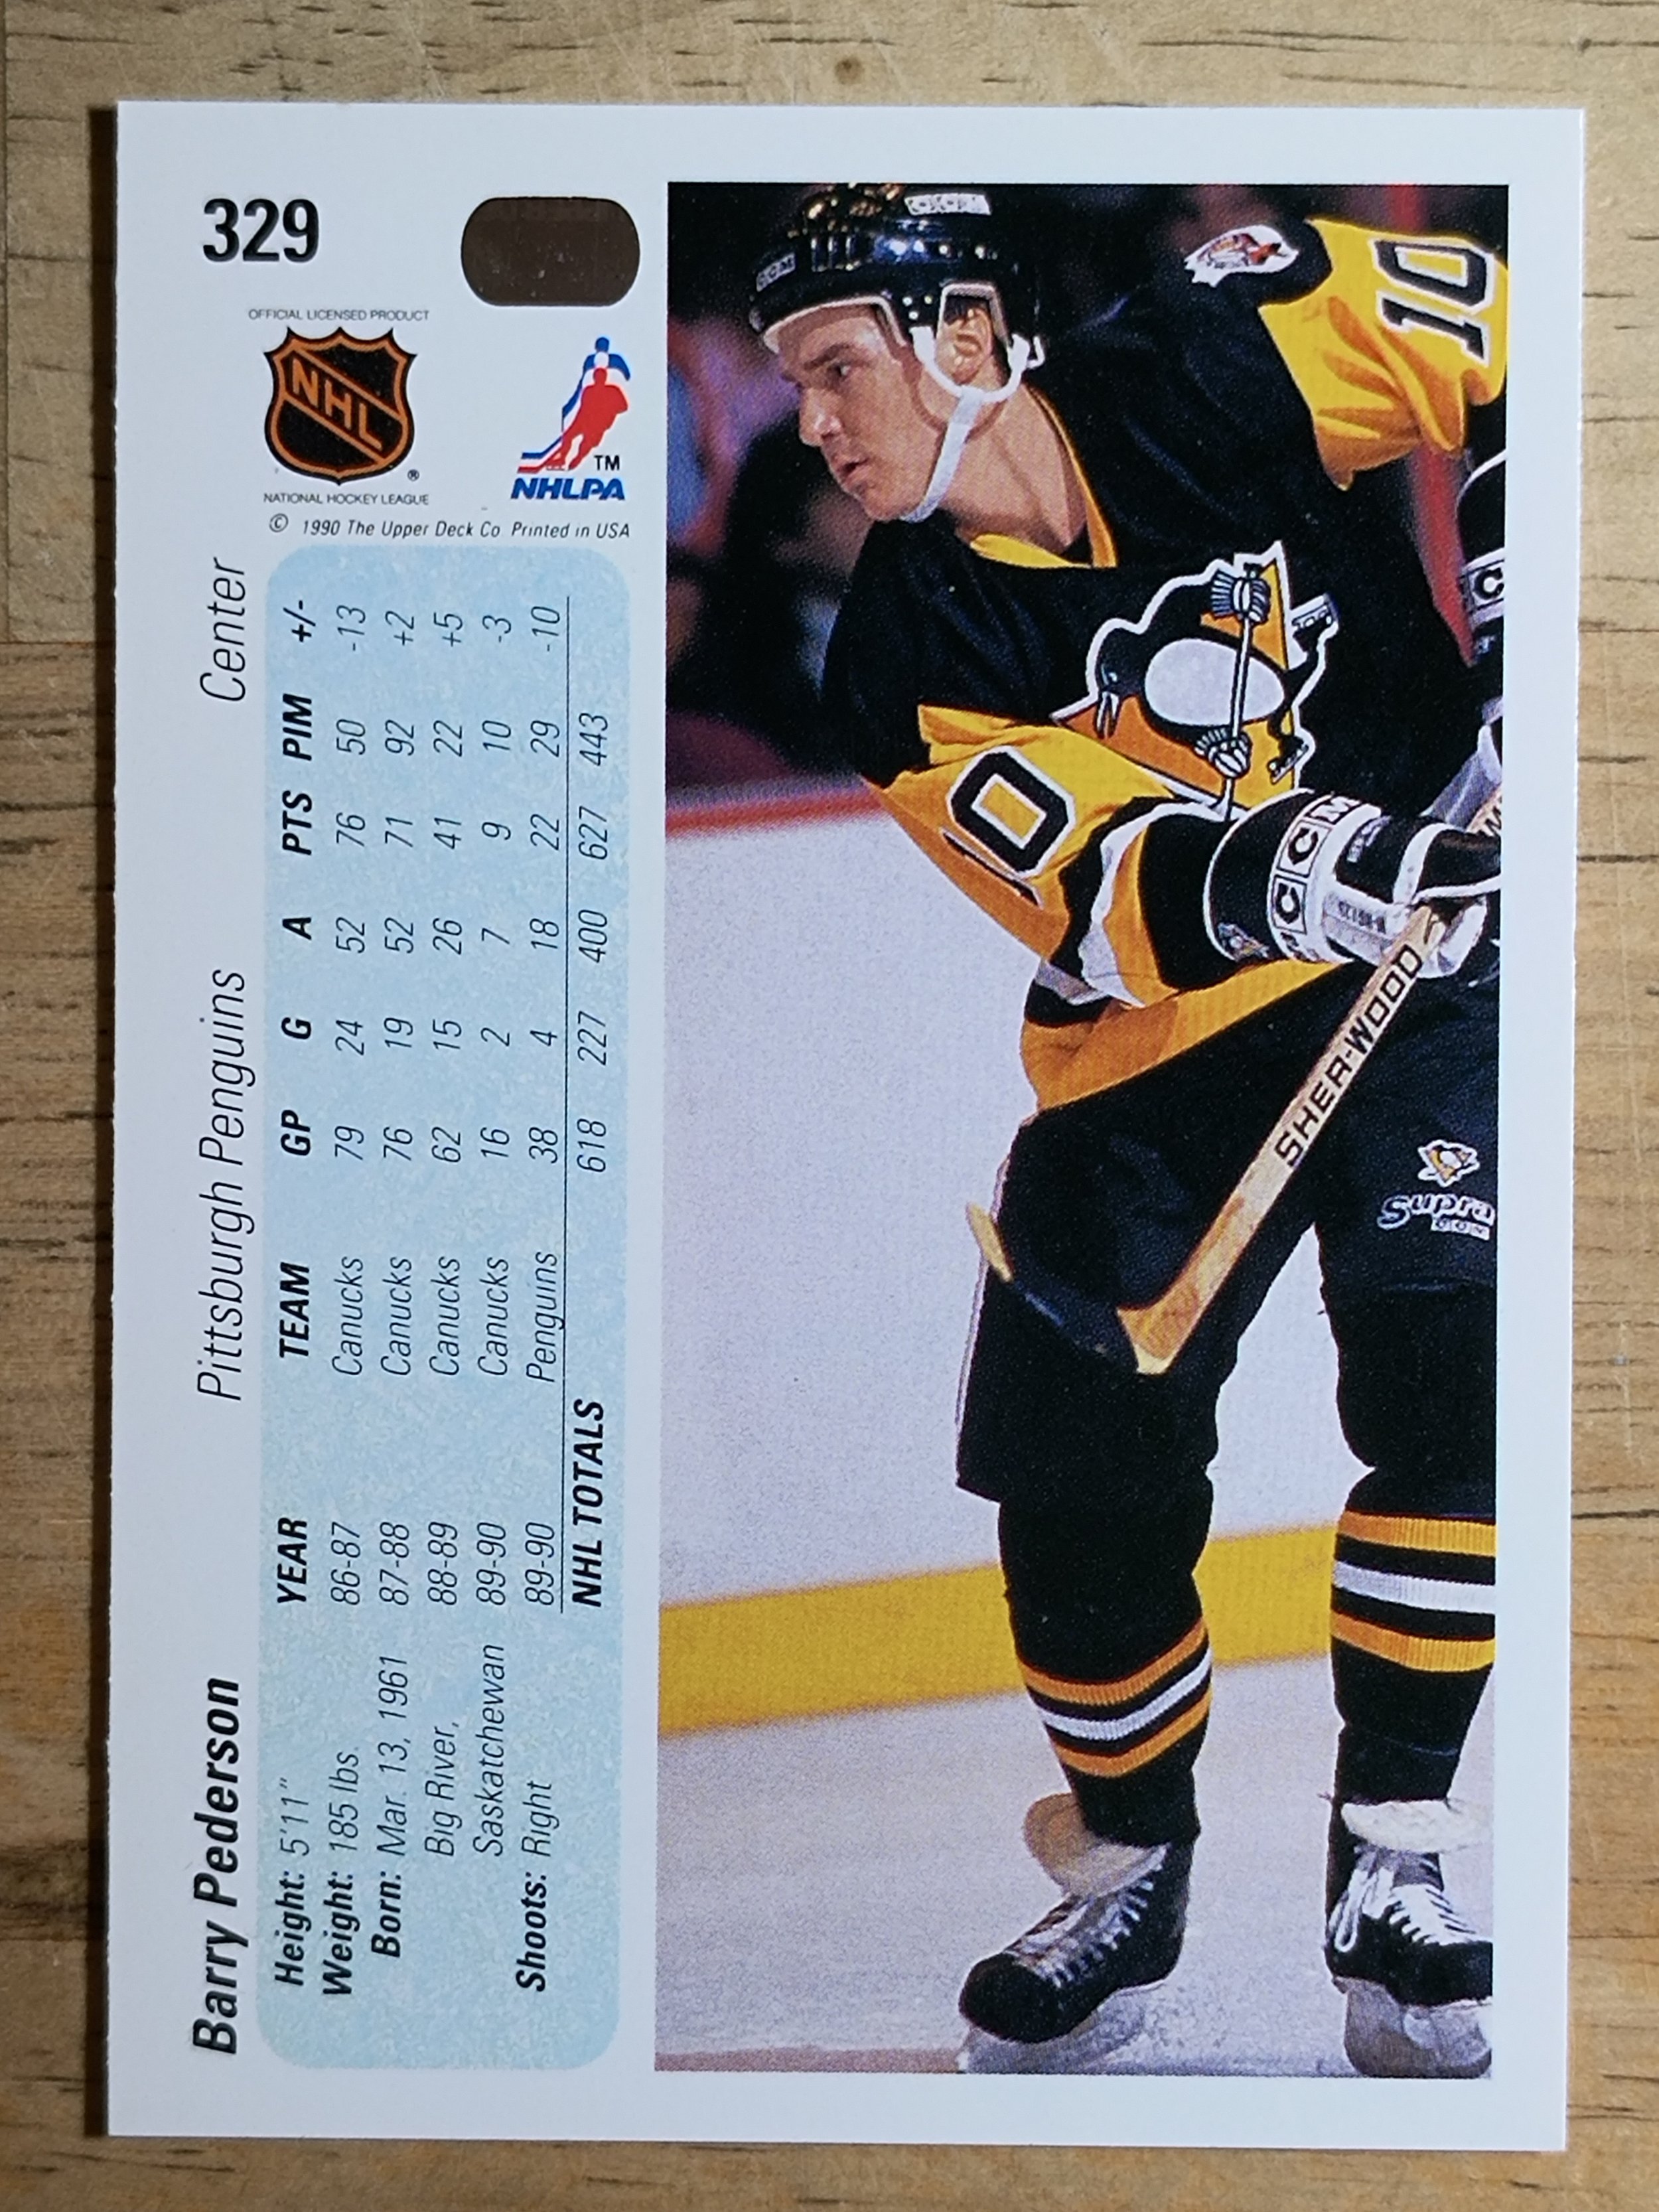 329
Barry Pederson Pittsburgh Penguins Center
Height: 5'11"
Weight: 185 lbs.
Born: Mar. 13, 1961
Big River,
Saskatchewan
Shoots: Right
YEAR TEAM GP G A PTS PIM +/-
86-87 Canucks 79 24 52 76 50 -13
87-88 Canucks 76 19 52 71 92 +2
88-89 Canucks 62 15 26 41 22 +5
89-90 Canucks 16 2 7 9 10 -3
89-90 Penguins 38 4 18 22 29 -10
NHL TOTALS 618 227 400 627 443
OFFICIAL LICENSED PRODUCT
NHL
®
NATIONAL HOCKEY LEAGUE
TM
NHLPA
© 1990 The Upper Deck Co Printed in USA
CCM
CCM
10
10
CCM
C
SHER-WOOD
Supra
CCM